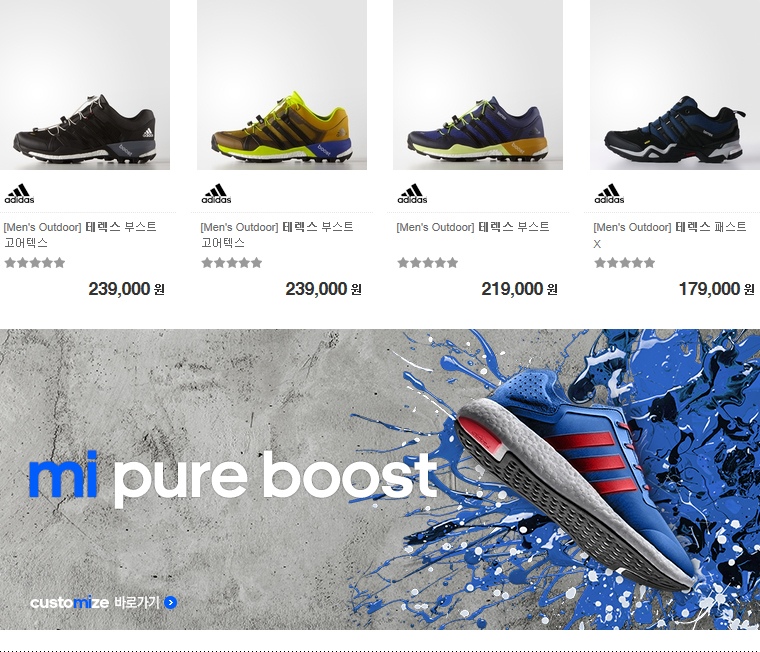 adidas
adidas
adidas
adidas
[Men's Outdoor] 테렉스 부스트
고어텍스
[Men's Outdoor] 테렉스 부스트
고어텍스
[Men's Outdoor] 테렉스 부스트
[Men's Outdoor] 테렉스 패스트
X
239,000 원
239,000 원
219,000 원
179,000 원
mi pure boost
customize 바로가기